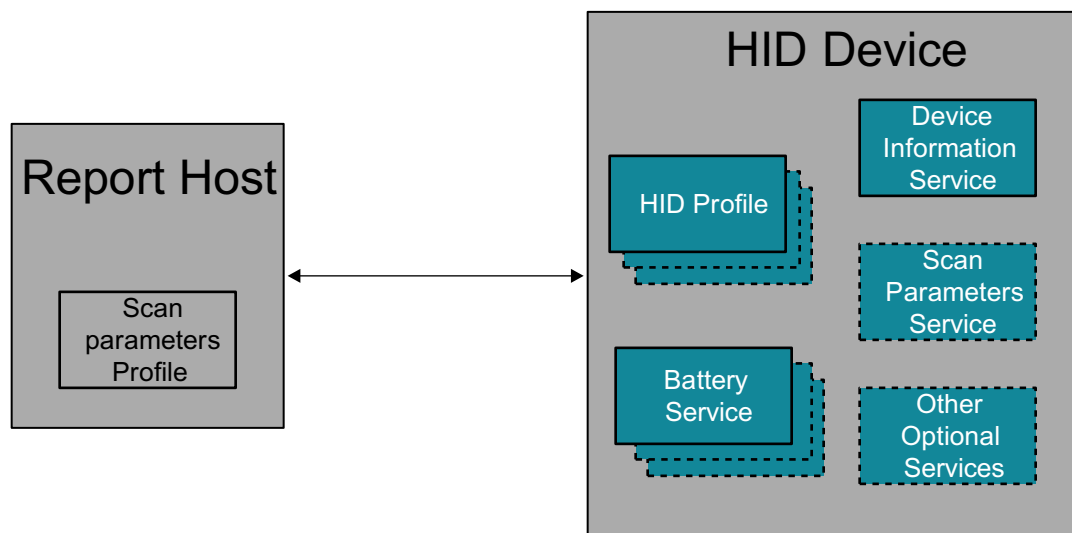 Report Host
Scan
parameters
Profile
HID Device
HID Profile
Battery
Service
Device
Information
Service
Scan
Parameters
Service
Other
Optional
Services